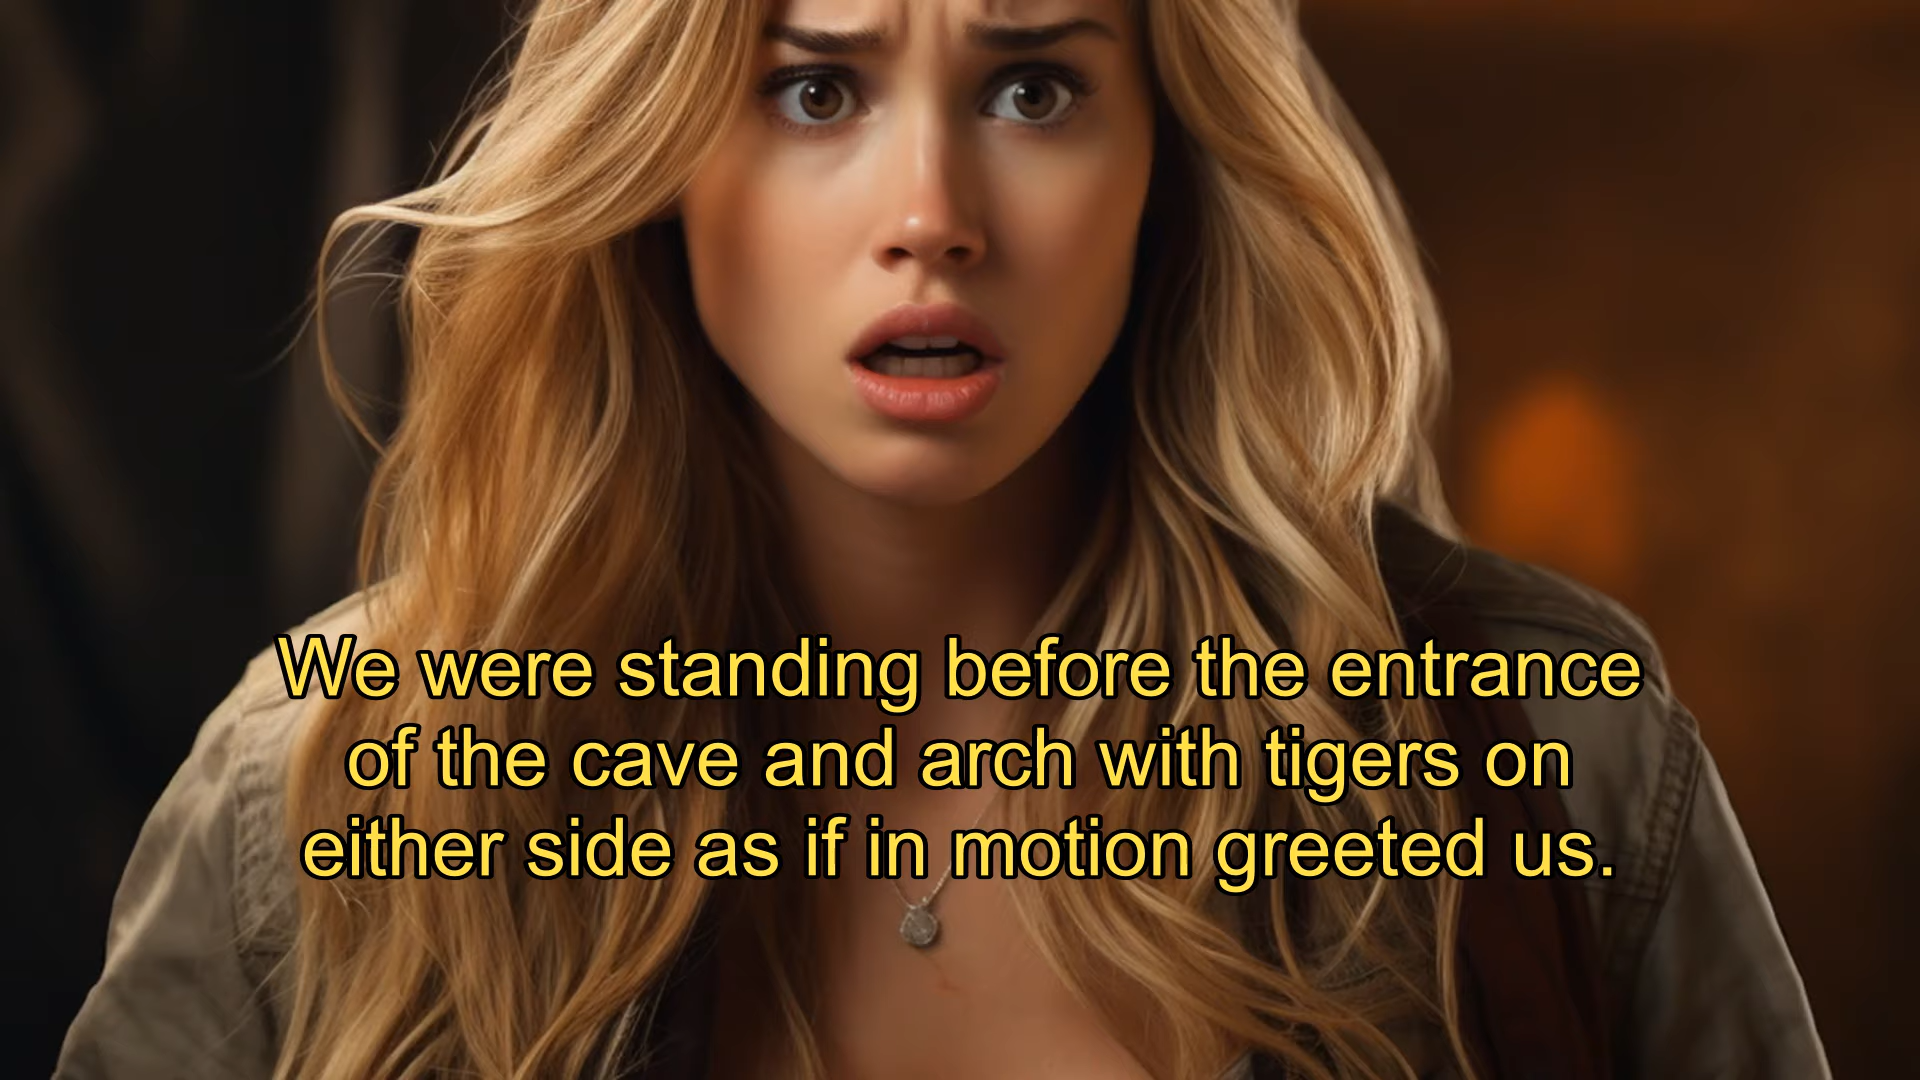 We were standing before the entrance
of the cave and arch with tigers on
either side as if in motion greeted us.